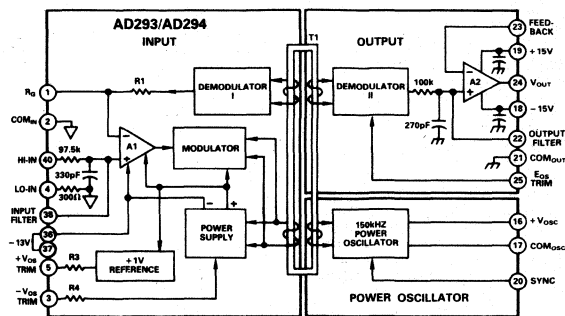 AD293/AD294
INPUT
T1
OUTPUT
23 FEED-
BACK
19 + 15V
24 VOUT
18 - 15V
22 OUTPUT
FILTER
21 COMOUT
25 EOS
TRIM
16 + VOSC
17 COMOSC
20 SYNC
RG 1
COMIN 2
HI-IN 40
LO-IN 4
INPUT
FILTER 38
- 13V 36
37
+VOS
TRIM 5
-VOS
TRIM 3
R1
DEMODULATOR
I
DEMODULATOR
II
100k
A2
270pF
97.5k
330pF
300Ω
A1
MODULATOR
- +
POWER
SUPPLY
+1V
REFERENCE
R3
R4
150kHZ
POWER
OSCILLATOR
POWER OSCILLATOR